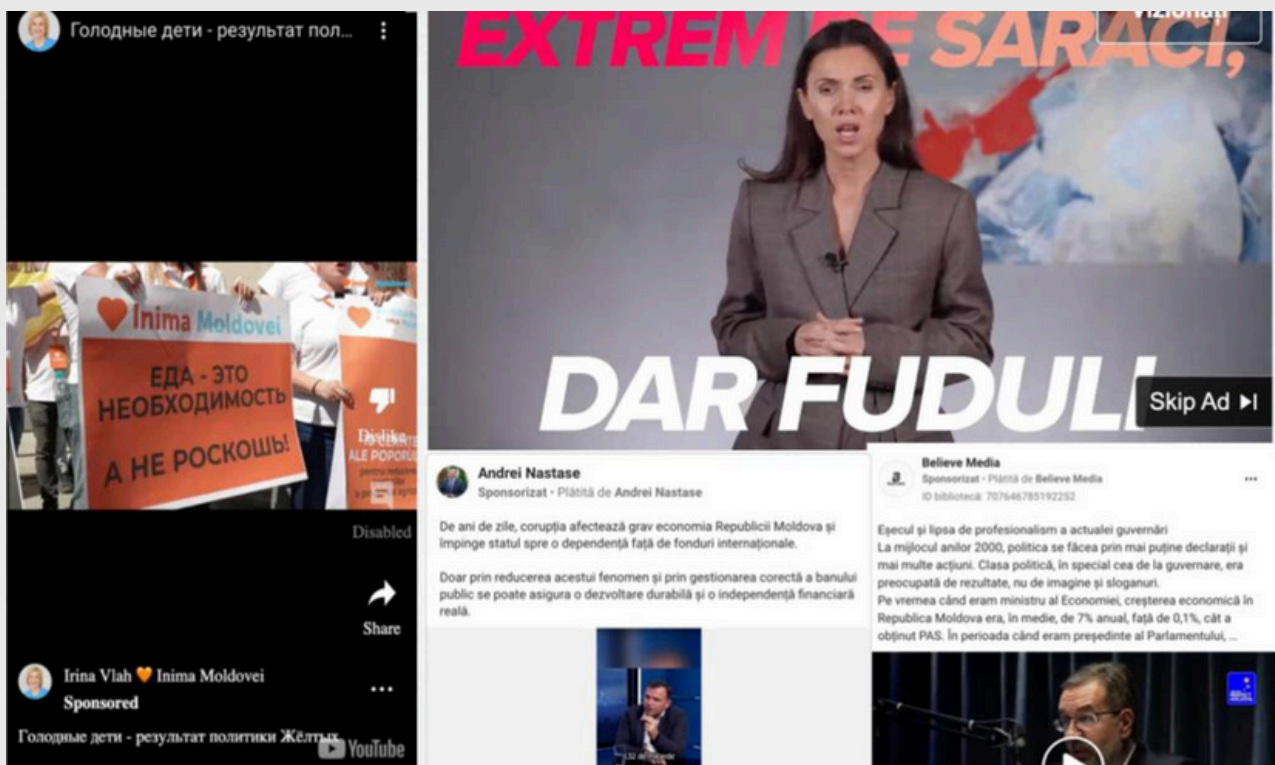 Голодные дети - результат пол...
Inima Moldovei
ЕДА - ЭТО
НЕОБХОДИМОСТЬ
А НЕ РОСКОШЬ!
ALE POPORUL
Dislike
Disabled
Share
Irina Vlah 🧡 Inima Moldovei
Sponsored
Голодные дети - результат политики Жёлтых
YouTube
Vizionați
EXTREM DE SARACI,
DAR FUDULI
Skip Ad
Andrei Nastase
Sponsorizat · Plătită de Andrei Nastase
De ani de zile, corupția afectează grav economia Republicii Moldova și
împinge statul spre o dependență față de fonduri internaționale.
Doar prin reducerea acestui fenomen și prin gestionarea corectă a banului
public se poate asigura o dezvoltare durabilă și o independență financiară
reală.
Believe Media
Sponsorizat · Plătită de Believe Media
ID bibliotecă: 707646785192252
Eșecul și lipsa de profesionalism a actualei guvernări
La mijlocul anilor 2000, politica se făcea prin mai puține declarații și
mai multe acțiuni. Clasa politică, în special cea de la guvernare, era
preocupată de rezultate, nu de imagine și sloganuri.
Pe vremea când eram ministru al Economiei, creșterea economică în
Republica Moldova era, în medie, de 7% anual, față de 0,1%, cât a
obținut PAS. În perioada când eram președinte al Parlamentului, ...